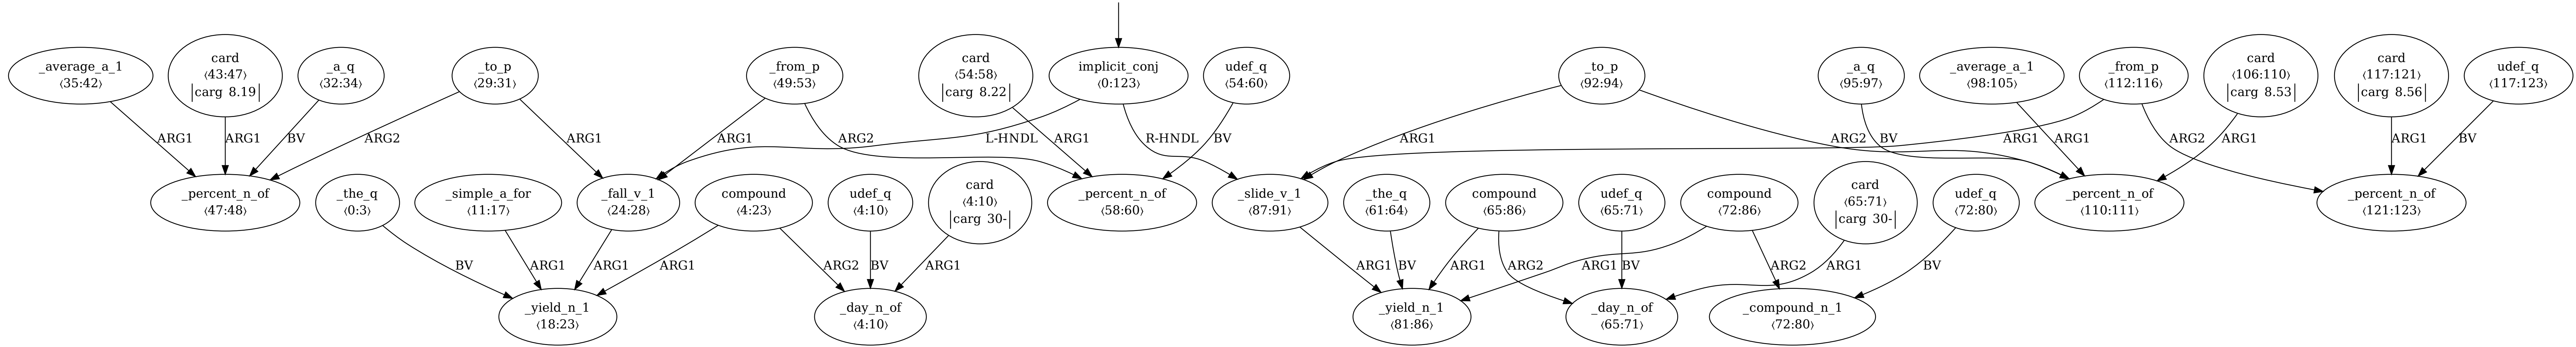 _average_a_1
⟨35:42⟩
card
⟨43:47⟩
|carg 8.19|
_a_q
⟨32:34⟩
_to_p
⟨29:31⟩
_from_p
⟨49:53⟩
card
⟨54:58⟩
|carg 8.22|
implicit_conj
⟨0:123⟩
udef_q
⟨54:60⟩
_to_p
⟨92:94⟩
_a_q
⟨95:97⟩
_average_a_1
⟨98:105⟩
_from_p
⟨112:116⟩
card
⟨106:110⟩
|carg 8.53|
card
⟨117:121⟩
|carg 8.56|
udef_q
⟨117:123⟩
ARG1
ARG1
BV
ARG2
ARG1
ARG1
ARG2
L-HNDL
ARG1
R-HNDL
BV
ARG1
ARG2
BV
ARG1
ARG1
ARG2
ARG1
ARG1
BV
_percent_n_of
⟨47:48⟩
_the_q
⟨0:3⟩
_simple_a_for
⟨11:17⟩
_fall_v_1
⟨24:28⟩
compound
⟨4:23⟩
udef_q
⟨4:10⟩
card
⟨4:10⟩
|carg 30-|
_percent_n_of
⟨58:60⟩
_slide_v_1
⟨87:91⟩
_the_q
⟨61:64⟩
compound
⟨65:86⟩
udef_q
⟨65:71⟩
compound
⟨72:86⟩
card
⟨65:71⟩
|carg 30-|
udef_q
⟨72:80⟩
_percent_n_of
⟨110:111⟩
_percent_n_of
⟨121:123⟩
BV
ARG1
ARG1
ARG1
ARG2
BV
ARG1
ARG1
BV
ARG1
ARG2
ARG1
BV
ARG2
ARG1
BV
_yield_n_1
⟨18:23⟩
_day_n_of
⟨4:10⟩
_yield_n_1
⟨81:86⟩
_day_n_of
⟨65:71⟩
_compound_n_1
⟨72:80⟩